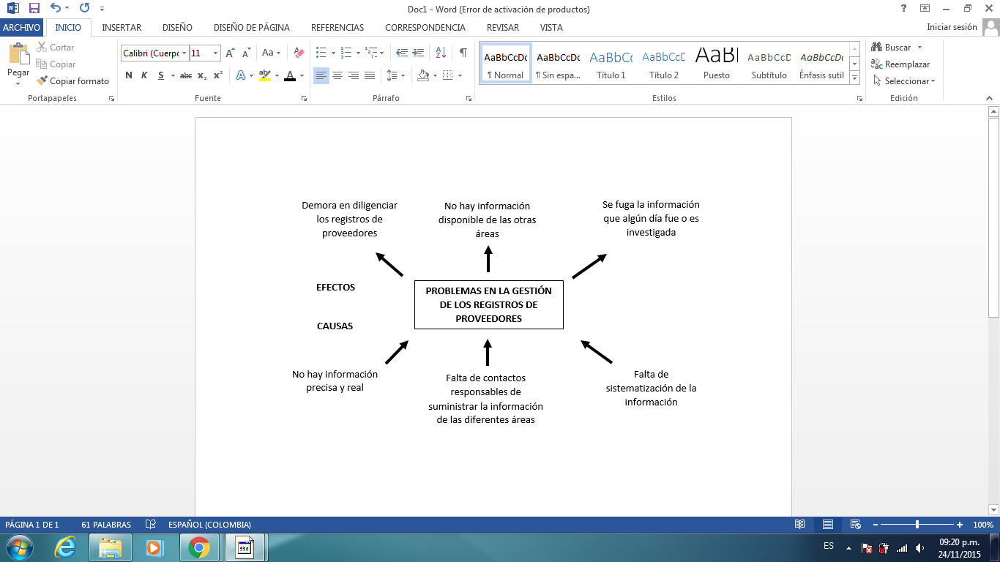 Doc1 - Word (Error de activación de productos)
ARCHIVO INICIO INSERTAR DISEÑO DISEÑO DE PÁGINA REFERENCIAS CORRESPONDENCIA REVISAR VISTA Iniciar sesión
Pegar
Cortar
Copiar
Copiar formato
Portapapeles
Calibri (Cuerpo 11
N K S abc x₂ x²
Fuente
Párrafo
AaBbCcDc
¶ Normal
AaBbCcDc
¶ Sin espa...
AaBbCc
Título 1
AaBbCcD
Título 2
AaB
Puesto
AaBbCcD
Subtítulo
AaBbCcDc
Énfasis sutil
Estilos
Buscar
Reemplazar
Seleccionar
Edición
Demora en diligenciar
los registros de
proveedores
No hay información
disponible de las otras
áreas
Se fuga la información
que algún día fue o es
investigada
EFECTOS
PROBLEMAS EN LA GESTIÓN
DE LOS REGISTROS DE
PROVEEDORES
CAUSAS
No hay información
precisa y real
Falta de contactos
responsables de
suministrar la información
de las diferentes áreas
Falta de
sistematización de la
información
PÁGINA 1 DE 1 61 PALABRAS ESPAÑOL (COLOMBIA) 100%
ES
09:20 p.m.
24/11/2015